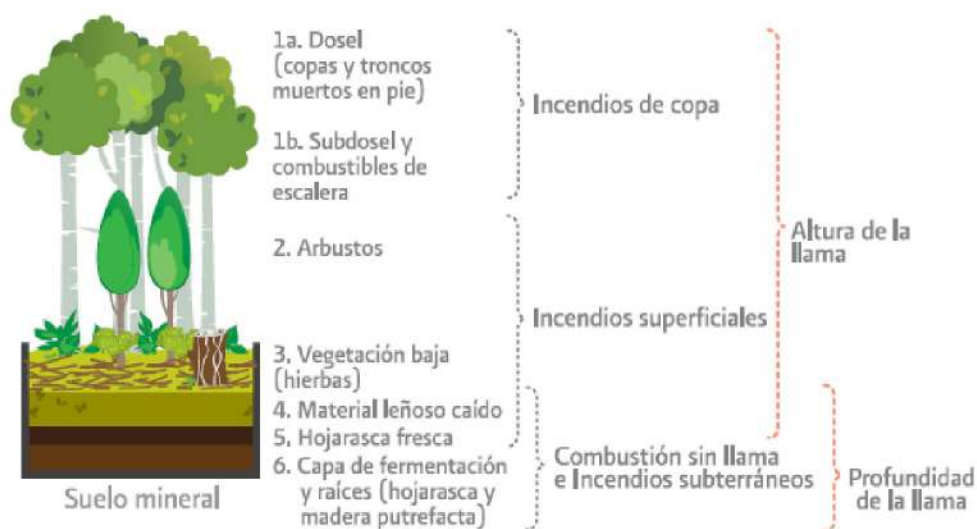 1a. Dosel
(copas y troncos
muertos en pie)
Incendios de copa
1b. Subdosel y
combustibles de
escalera
2. Arbustos
Altura de la
llama
Incendios superficiales
3. Vegetación baja
(hierbas)
4. Material leñoso caído
5. Hojarasca fresca
6. Capa de fermentación
y raíces (hojarasca y
madera putrefacta)
Combustión sin llama
e Incendios subterráneos
Profundidad
de la llama
Suelo mineral